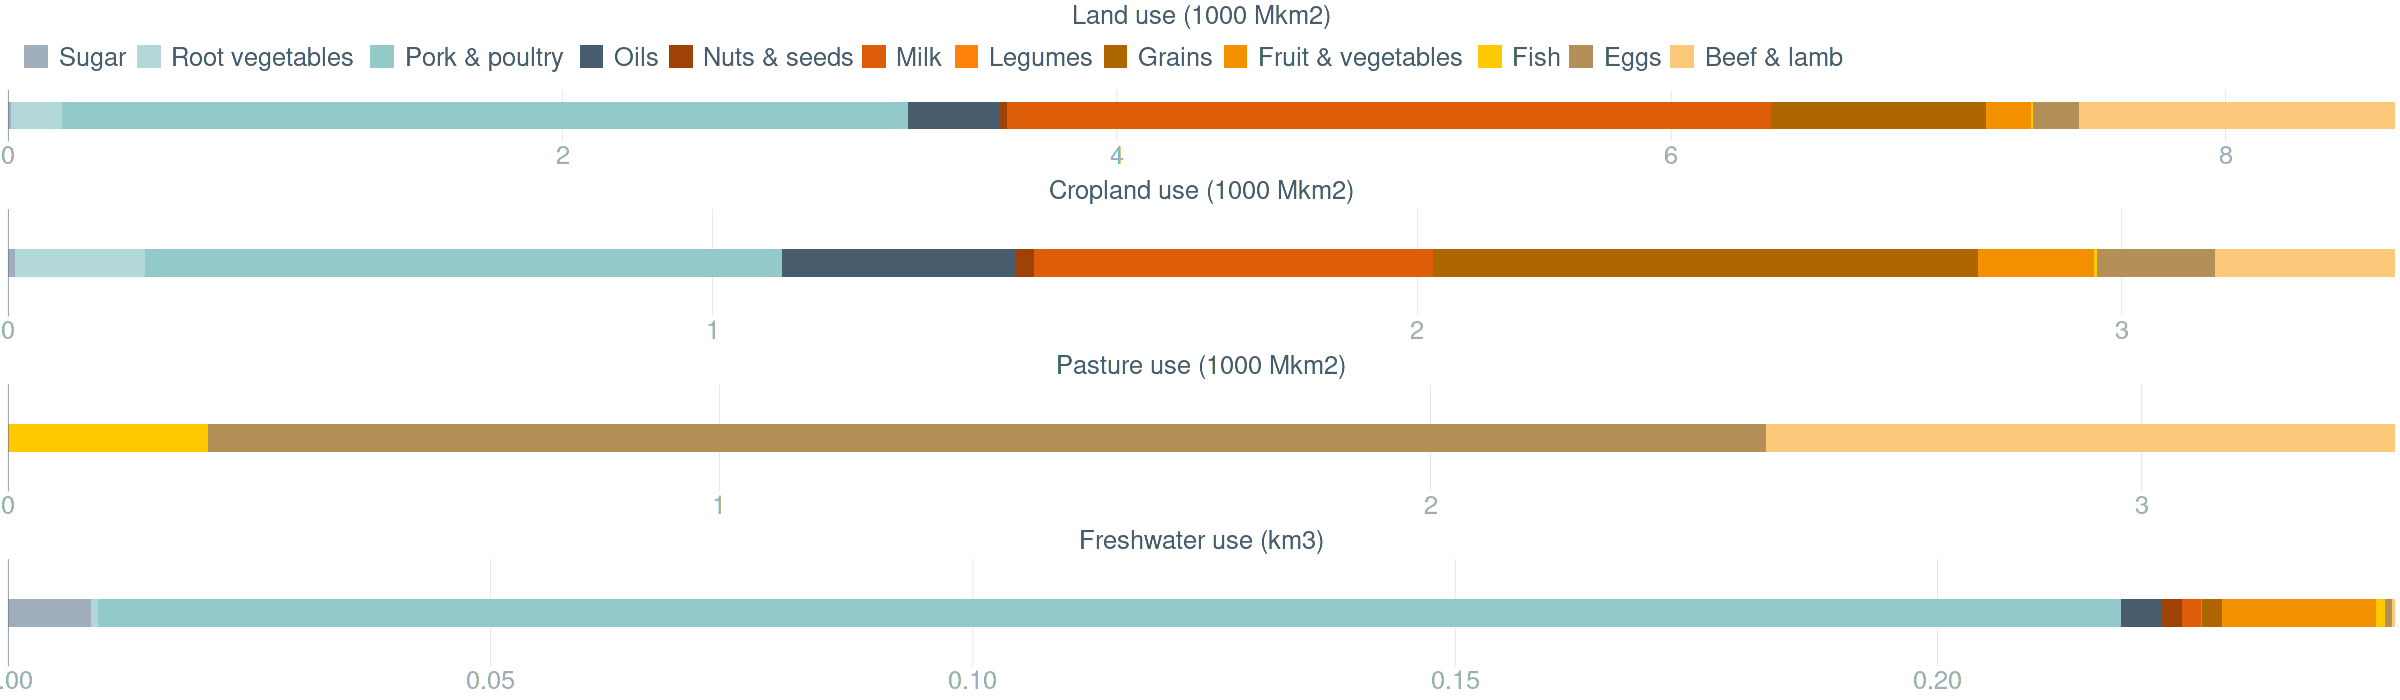 Land use (1000 Mkm2)
Sugar Root vegetables Pork & poultry Oils Nuts & seeds Milk Legumes Grains Fruit & vegetables Fish Eggs Beef & lamb
0 2 4 6 8
Cropland use (1000 Mkm2)
0 1 2 3
Pasture use (1000 Mkm2)
0 1 2 3
Freshwater use (km3)
.00 0.05 0.10 0.15 0.20